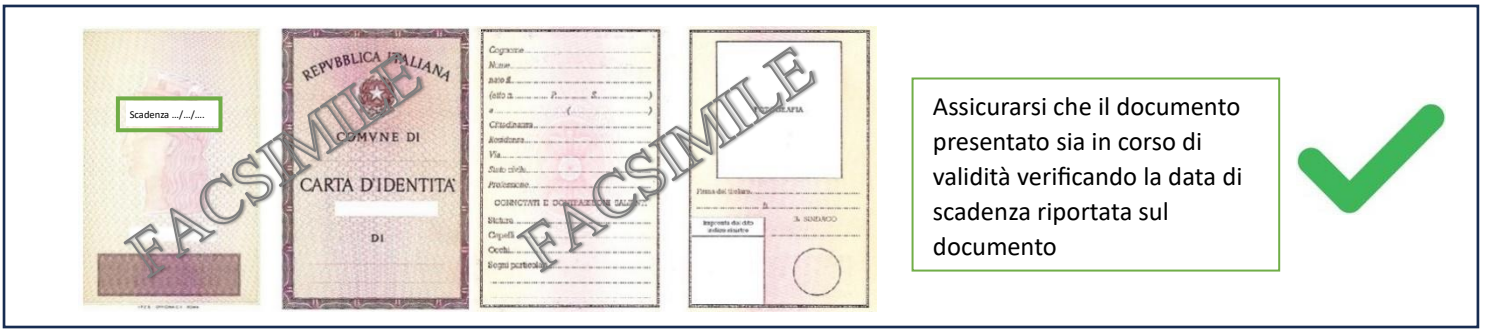 Scadenza .../.../....
I.P.Z.S. - OFFICINA C.V. - ROMA
REPVBBLICA ITALIANA
COMVNE DI
CARTA D'IDENTITA'
DI
FACSIMILE
Cognome
Nome
nato il
(atto n. P. S. )
a ( )
Cittadinanza
Residenza
Via
Stato civile
Professione
CONNOTATI E CONTRASSEGNI SALIENTI
Statura
Capelli
Occhi
Segni particolari
FOTOGRAFIA
Firma del titolare
li
IL SINDACO
Impronta del dito
indice sinistro
FACSIMILE
Assicurarsi che il documento
presentato sia in corso di
validità verificando la data di
scadenza riportata sul
documento